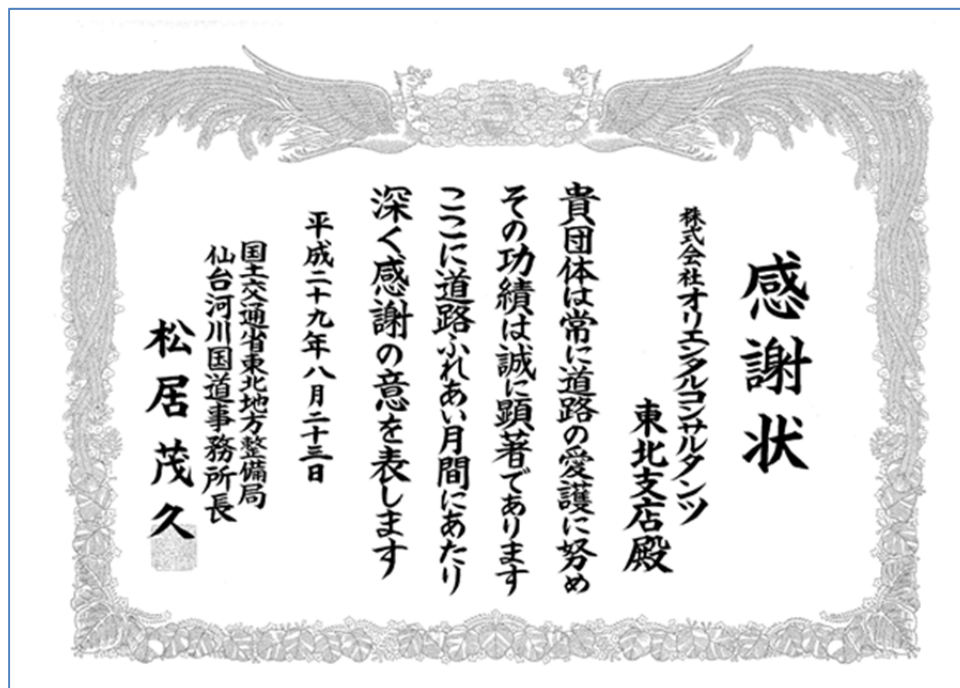 感謝状
株式会社オリエンタルコンサルタンツ
東北支店殿
貴団体は常に道路の愛護に努め
その功績は誠に顕著であります
ここに道路ふれあい月間にあたり
深く感謝の意を表します
平成二十九年八月二十三日
国土交通省東北地方整備局
仙台河川国道事務所長
松居茂久